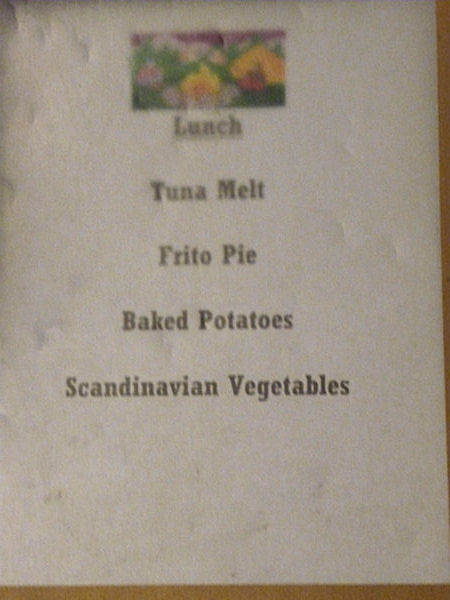 Lunch
Tuna Melt
Frito Pie
Baked Potatoes
Scandinavian Vegetables